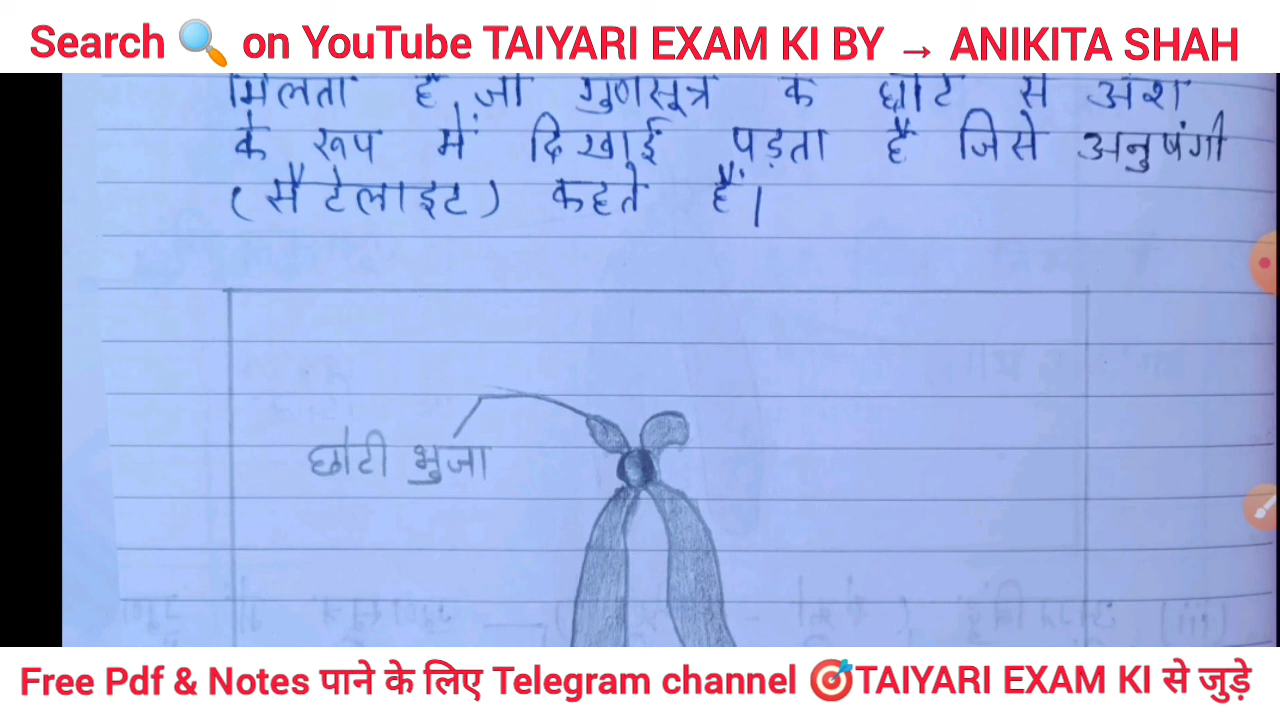 Search 🔍 on YouTube TAIYARI EXAM KI BY → ANIKITA SHAH
मिलता है, जो गुणसूत्र के छोटे से अंश
के रूप में दिखाई पड़ता है जिसे अनुषंगी
(सैटेलाइट) कहते हैं।
छोटी भुजा
Free Pdf & Notes पाने के लिए Telegram channel 🎯TAIYARI EXAM KI से जुड़े